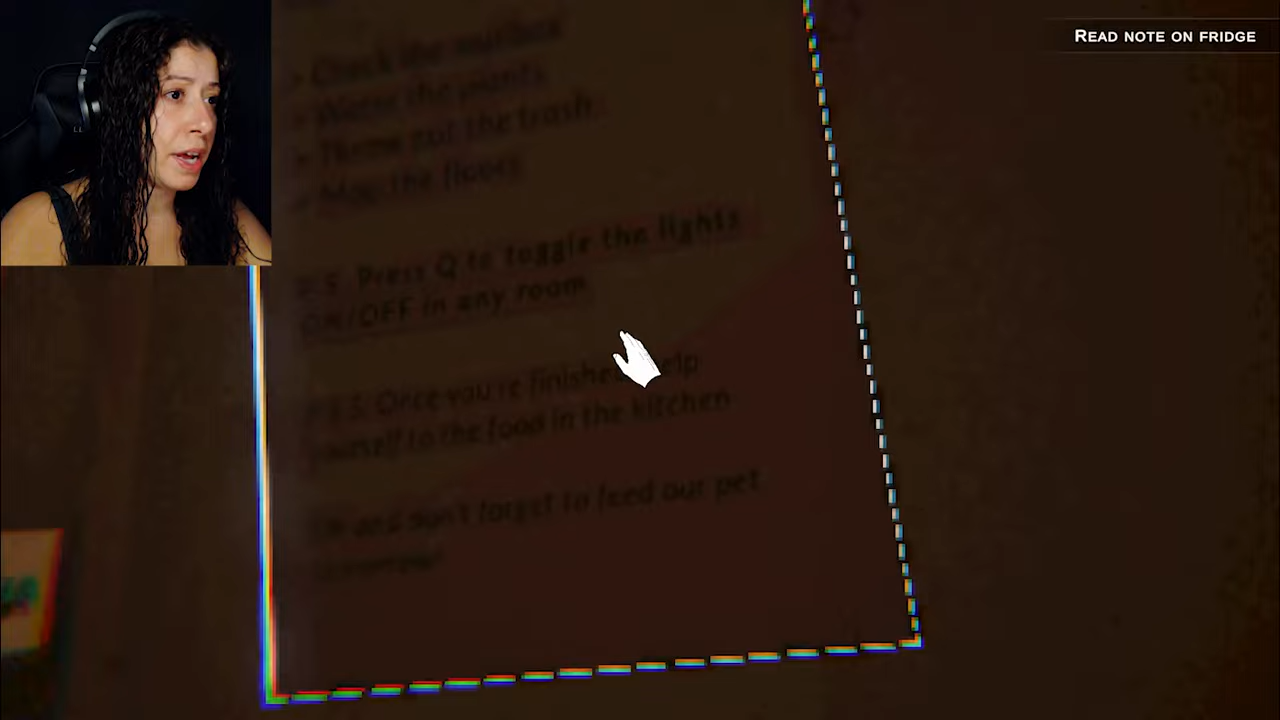 READ NOTE ON FRIDGE
• Check the mailbox
• Water the plants
• Throw out the trash
• Mop the floors
P.S. Press Q to toggle the lights
ON/OFF in any room
P.S.S. Once you're finished, help
yourself to the food in the kitchen
Oh and don't forget to feed our pet